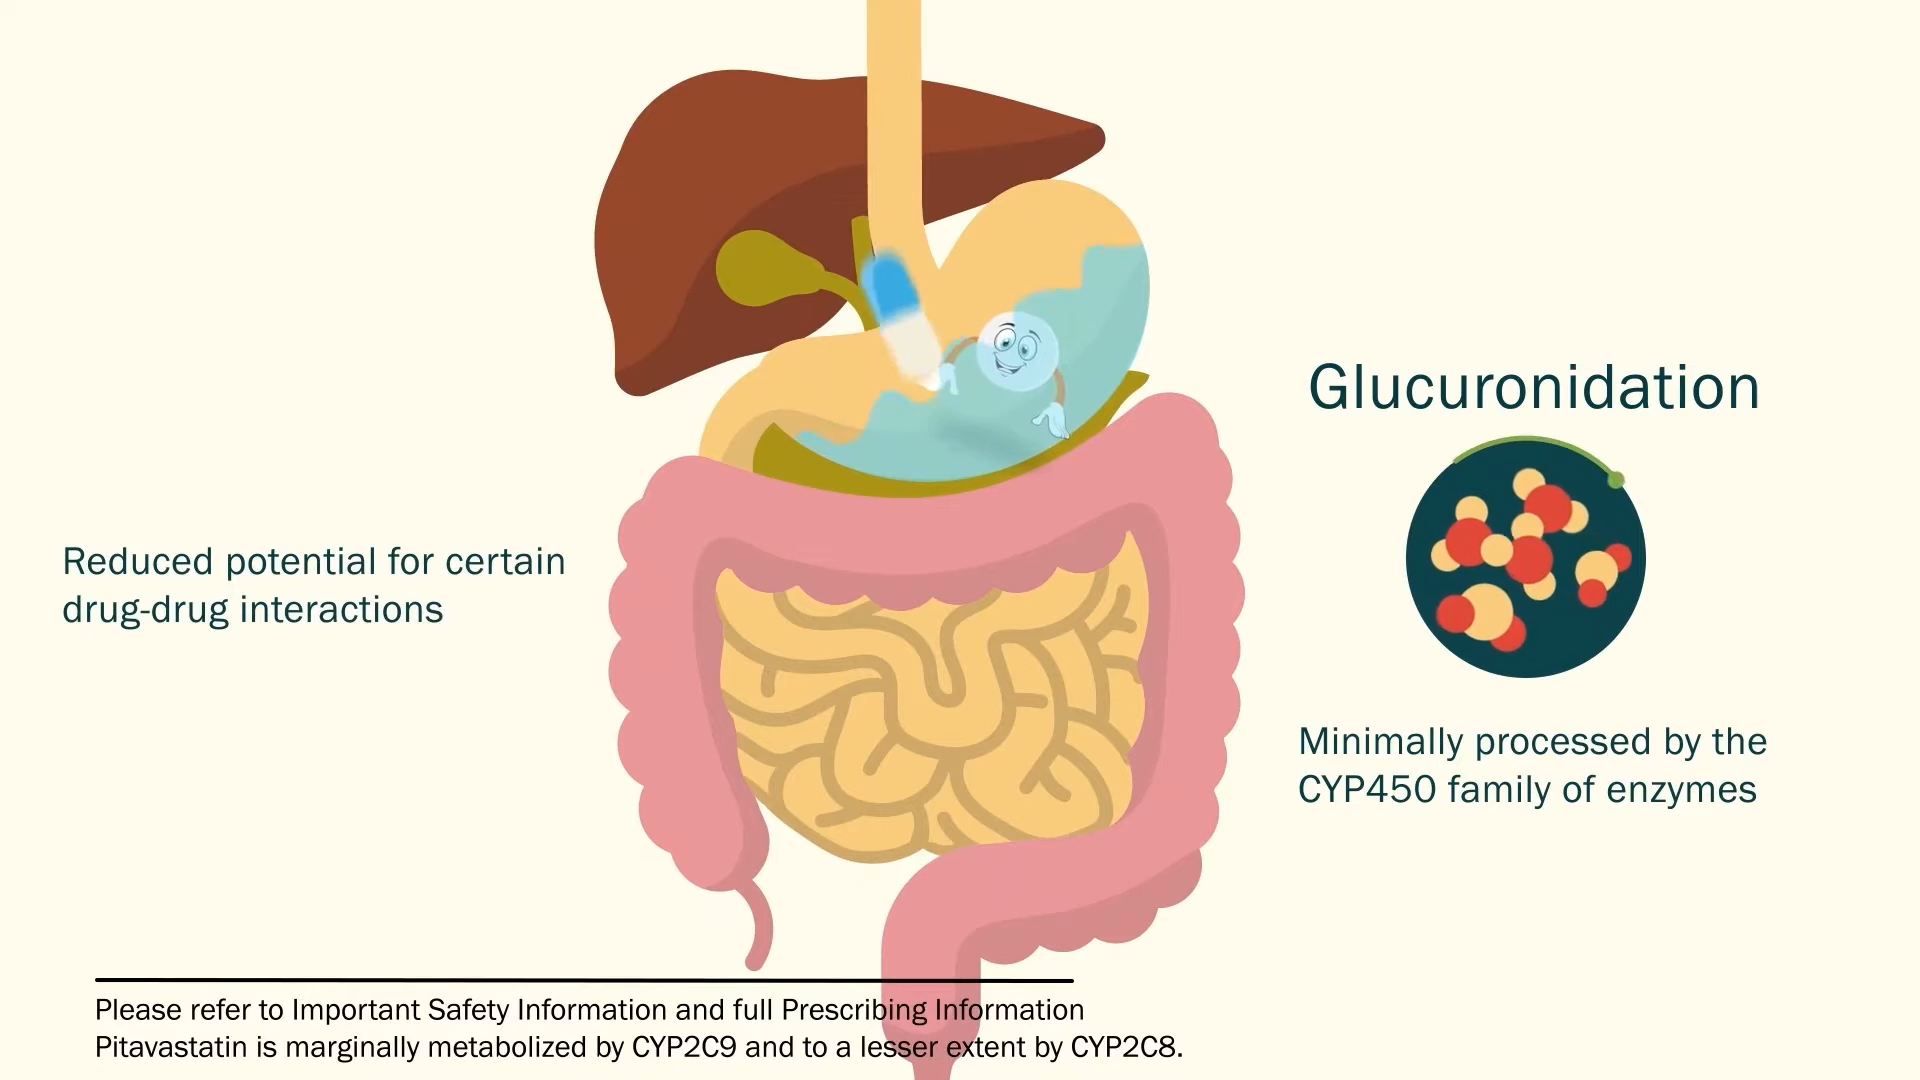 Glucuronidation
Reduced potential for certain
drug-drug interactions
Minimally processed by the
CYP450 family of enzymes
Please refer to Important Safety Information and full Prescribing Information
Pitavastatin is marginally metabolized by CYP2C9 and to a lesser extent by CYP2C8.